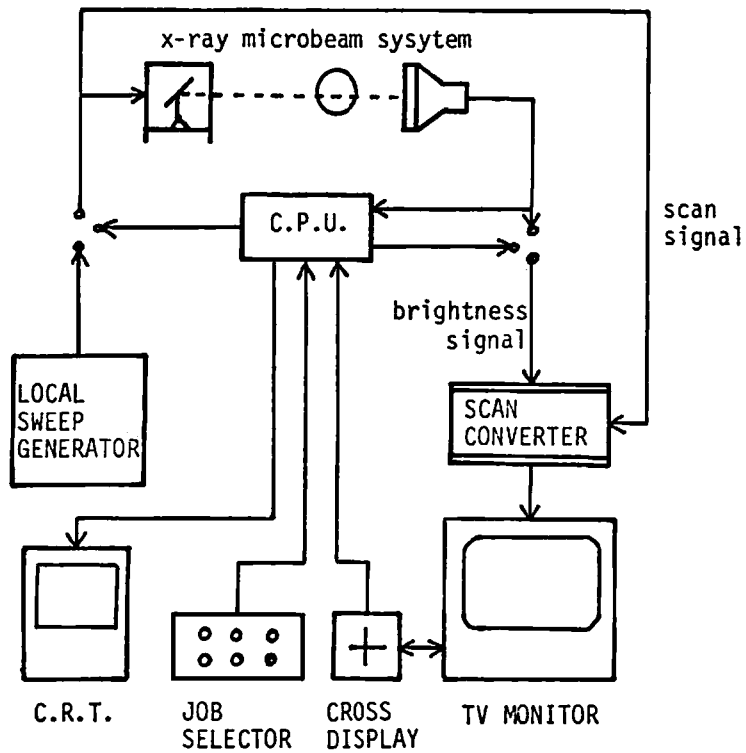 x-ray microbeam sysytem
C.P.U.
scan
signal
brightness
signal
LOCAL
SWEEP
GENERATOR
SCAN
CONVERTER
C.R.T.
JOB
SELECTOR
CROSS
DISPLAY
TV MONITOR